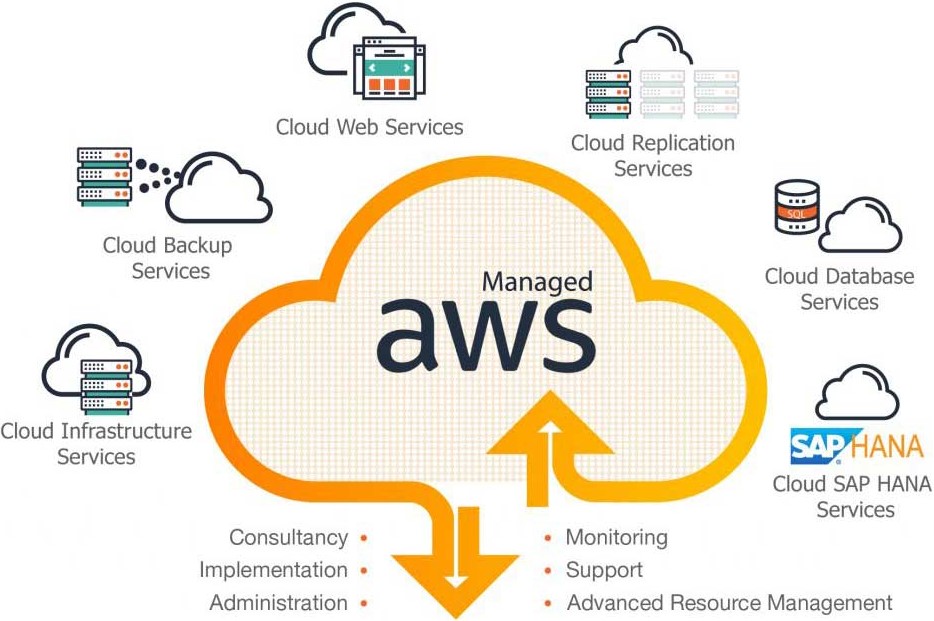 Cloud Web Services
Cloud Replication
Services
Cloud Backup
Services
SQL
Cloud Database
Services
Managed
aws
Cloud Infrastructure
Services
SAP HANA
®
Cloud SAP HANA
Services
Consultancy •
Implementation •
Administration •
• Monitoring
• Support
• Advanced Resource Management